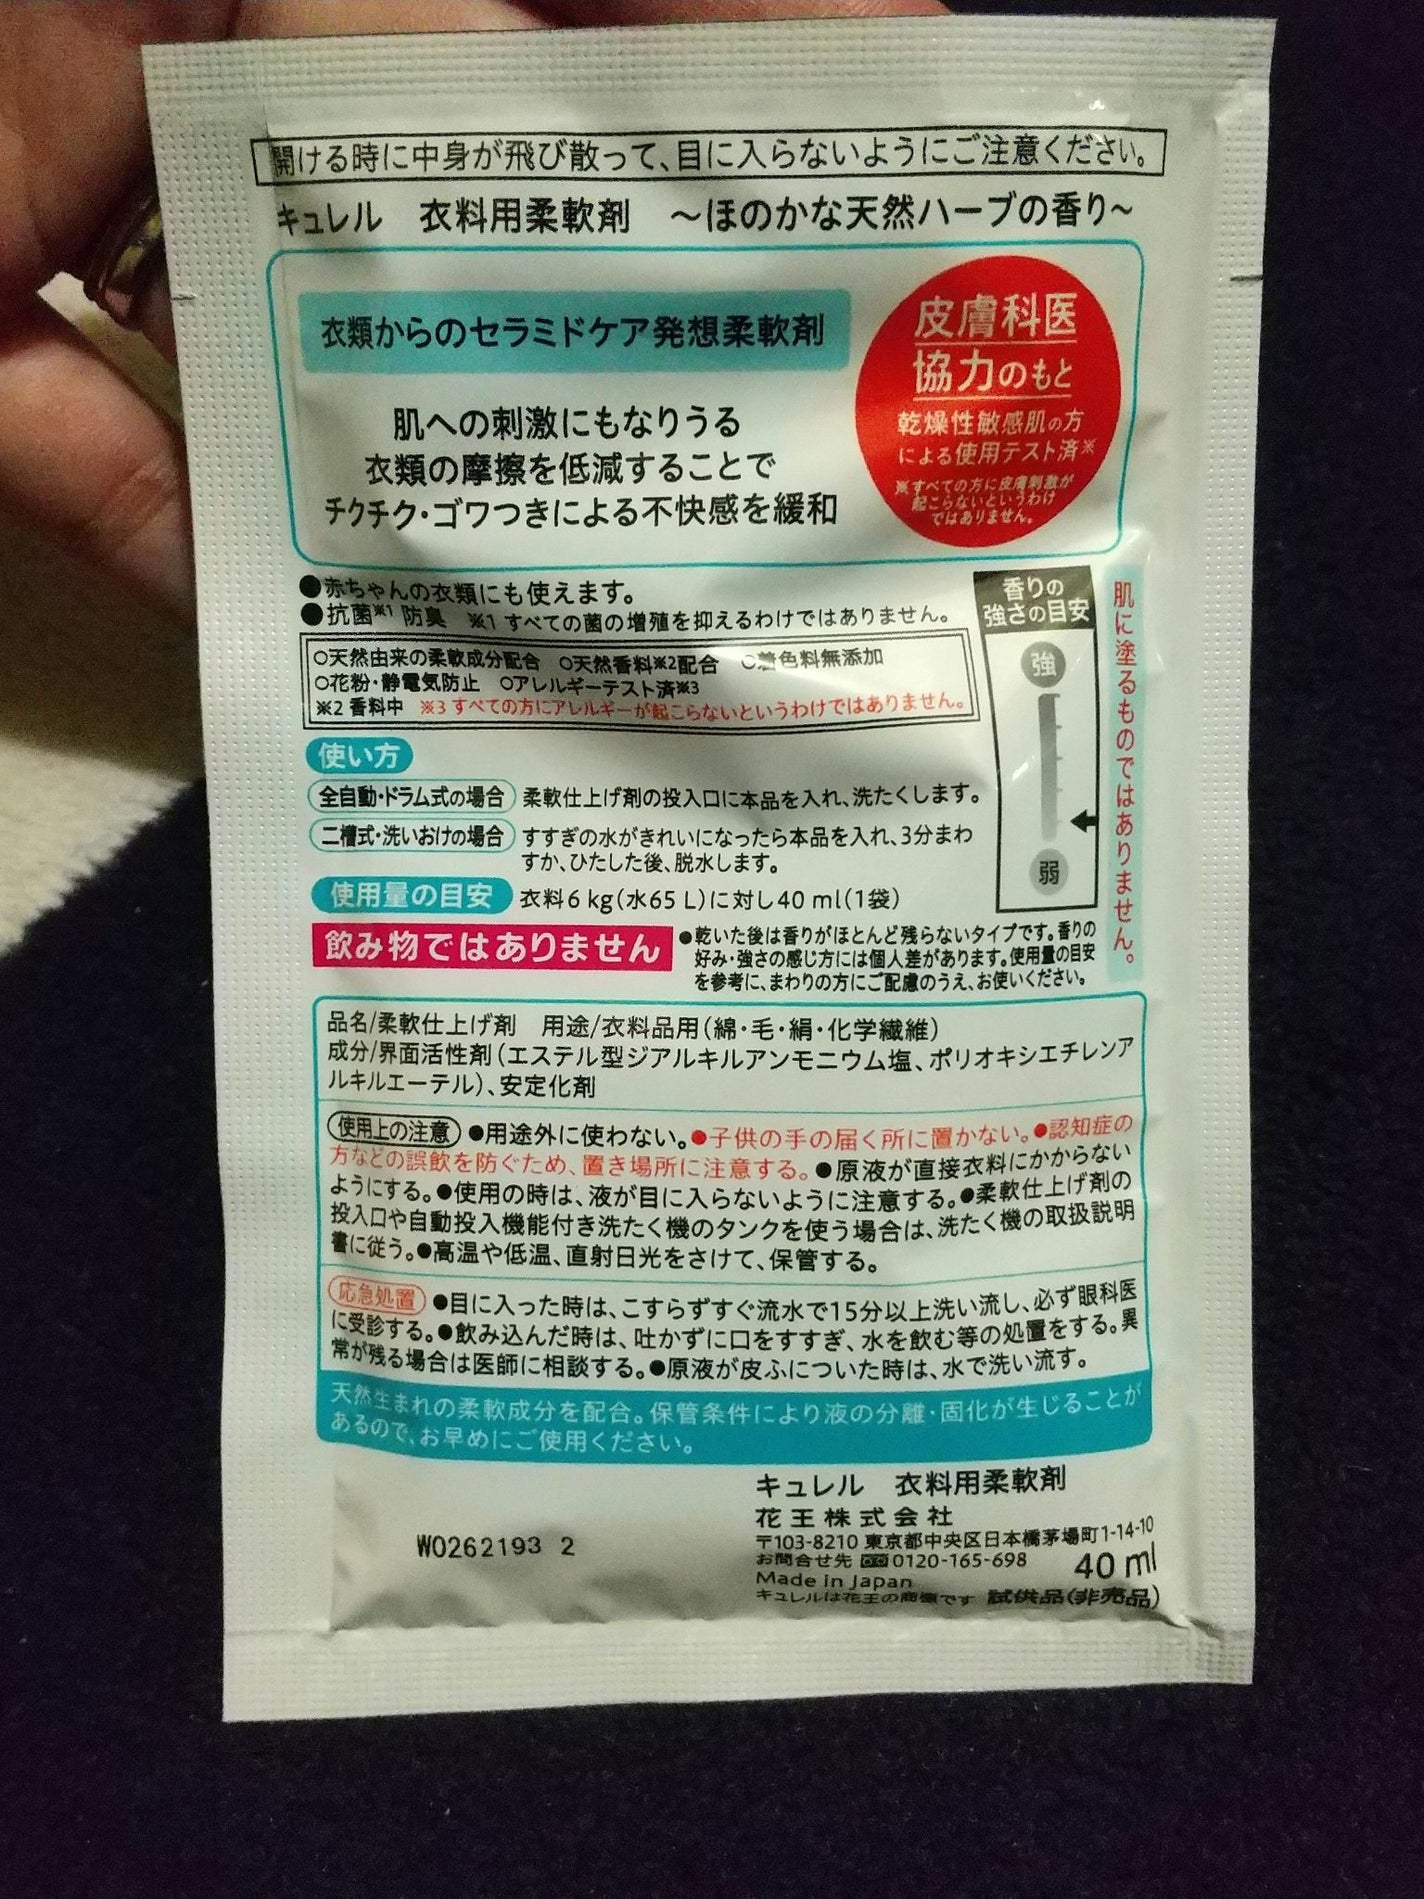 開ける時に中身が飛び散って、目に入らないようにご注意ください。
キュレル 衣料用柔軟剤 ～ほのかな天然ハーブの香り～
衣類からのセラミドケア発想柔軟剤
肌への刺激にもなりうる
衣類の摩擦を低減することで
チクチク・ゴワつきによる不快感を緩和
皮膚科医
協力のもと
乾燥性敏感肌の方
による使用テスト済※
※すべての方に皮膚刺激が
起こらないというわけ
ではありません。
●赤ちゃんの衣類にも使えます。
●抗菌※1 防臭 ※1 すべての菌の増殖を抑えるわけではありません。
○天然由来の柔軟成分配合 ○天然香料※2配合 ○着色料無添加
○花粉・静電気防止 ○アレルギーテスト済※3
※2 香料中 ※3 すべての方にアレルギーが起こらないというわけではありません。
香りの
強さの目安
強
弱
肌に塗るものではありません。
使い方
全自動・ドラム式の場合 柔軟仕上げ剤の投入口に本品を入れ、洗たくします。
二槽式・洗いおけの場合 すすぎの水がきれいになったら本品を入れ、3分まわ
すか、ひたした後、脱水します。
使用量の目安 衣料6 kg(水65 L)に対し40 ml(1袋)
飲み物ではありません
●乾いた後は香りがほとんど残らないタイプです。香りの
好み・強さの感じ方には個人差があります。使用量の目安
を参考に、まわりの方にご配慮のうえ、お使いください。
品名/柔軟仕上げ剤 用途/衣料品用(綿・毛・絹・化学繊維)
成分/界面活性剤(エステル型ジアルキルアンモニウム塩、ポリオキシエチレンア
ルキルエーテル)、安定化剤
使用上の注意 ●用途外に使わない。●子供の手の届く所に置かない。●認知症の
方などの誤飲を防ぐため、置き場所に注意する。●原液が直接衣料にかからない
ようにする。●使用の時は、液が目に入らないように注意する。●柔軟仕上げ剤の
投入口や自動投入機能付き洗たく機のタンクを使う場合は、洗たく機の取扱説明
書に従う。●高温や低温、直射日光をさけて、保管する。
応急処置 ●目に入った時は、こすらずすぐ流水で15分以上洗い流し、必ず眼科医
に受診する。●飲み込んだ時は、吐かずに口をすすぎ、水を飲む等の処置をする。異
常が残る場合は医師に相談する。●原液が皮ふについた時は、水で洗い流す。
天然生まれの柔軟成分を配合。保管条件により液の分離・固化が生じることが
あるので、お早めにご使用ください。
キュレル 衣料用柔軟剤
花王株式会社
〒103-8210 東京都中央区日本橋茅場町1-14-10
お問合せ先 0120-165-698
40 ml
Made in Japan
キュレルは花王の商標です 試供品(非売品)
W0262193 2